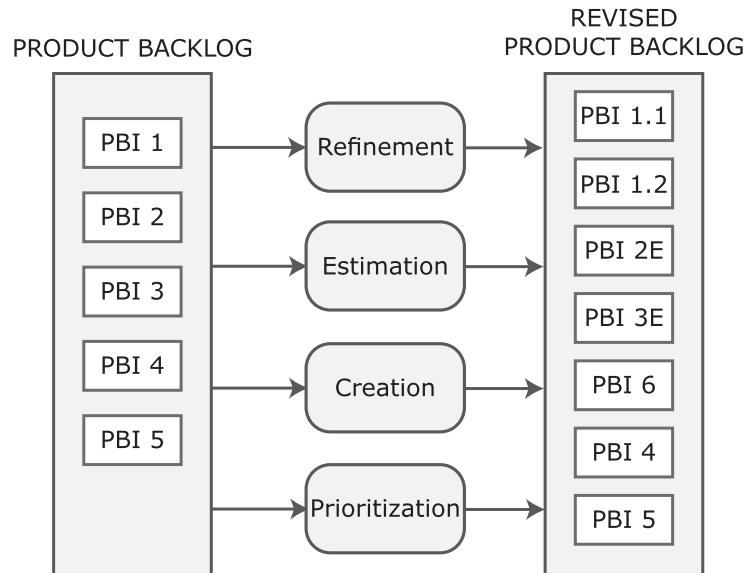 PRODUCT BACKLOG
PBI 1
PBI 2
PBI 3
PBI 4
PBI 5
Refinement
Estimation
Creation
Prioritization
REVISED
PRODUCT BACKLOG
PBI 1.1
PBI 1.2
PBI 2E
PBI 3E
PBI 6
PBI 4
PBI 5